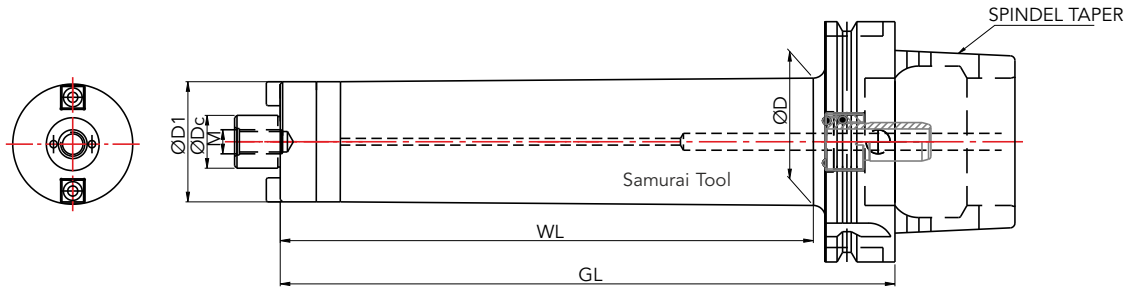 SPINDEL TAPER
ØD1
ØDc
M
ØD
Samurai Tool
WL
GL